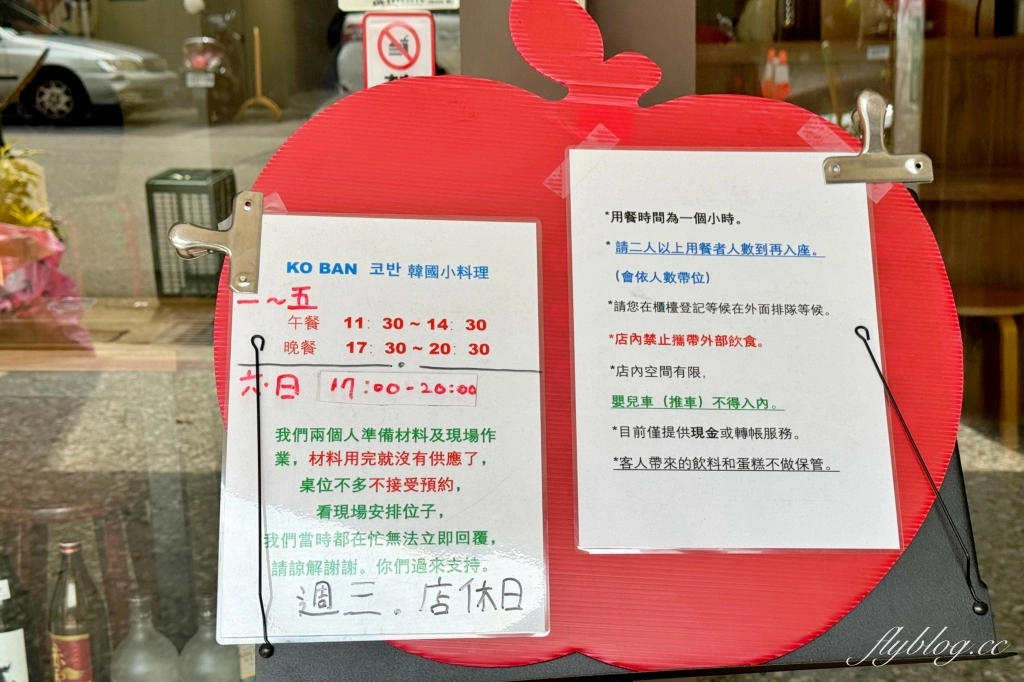 KO BAN 코반 韓國小料理
一～五
午餐 11：30～14：30
晚餐 17：30～20：30
六.日 17:00-20:00
我們兩個人準備材料及現場作
業，材料用完就沒有供應了，
桌位不多不接受預約，
看現場安排位子，
我們當時都在忙無法立即回覆，
請諒解謝謝。你們過來支持。
週三。店休日
*用餐時間為一個小時。
*請二人以上用餐者人數到再入座。
（會依人數帶位）
*請您在櫃檯登記等候在外面排隊等候。
*店內禁止攜帶外部飲食。
*店內空間有限，
嬰兒車（推車）不得入內。
*目前僅提供現金或轉帳服務。
*客人帶來的飲料和蛋糕不做保管。
flyblog.cc